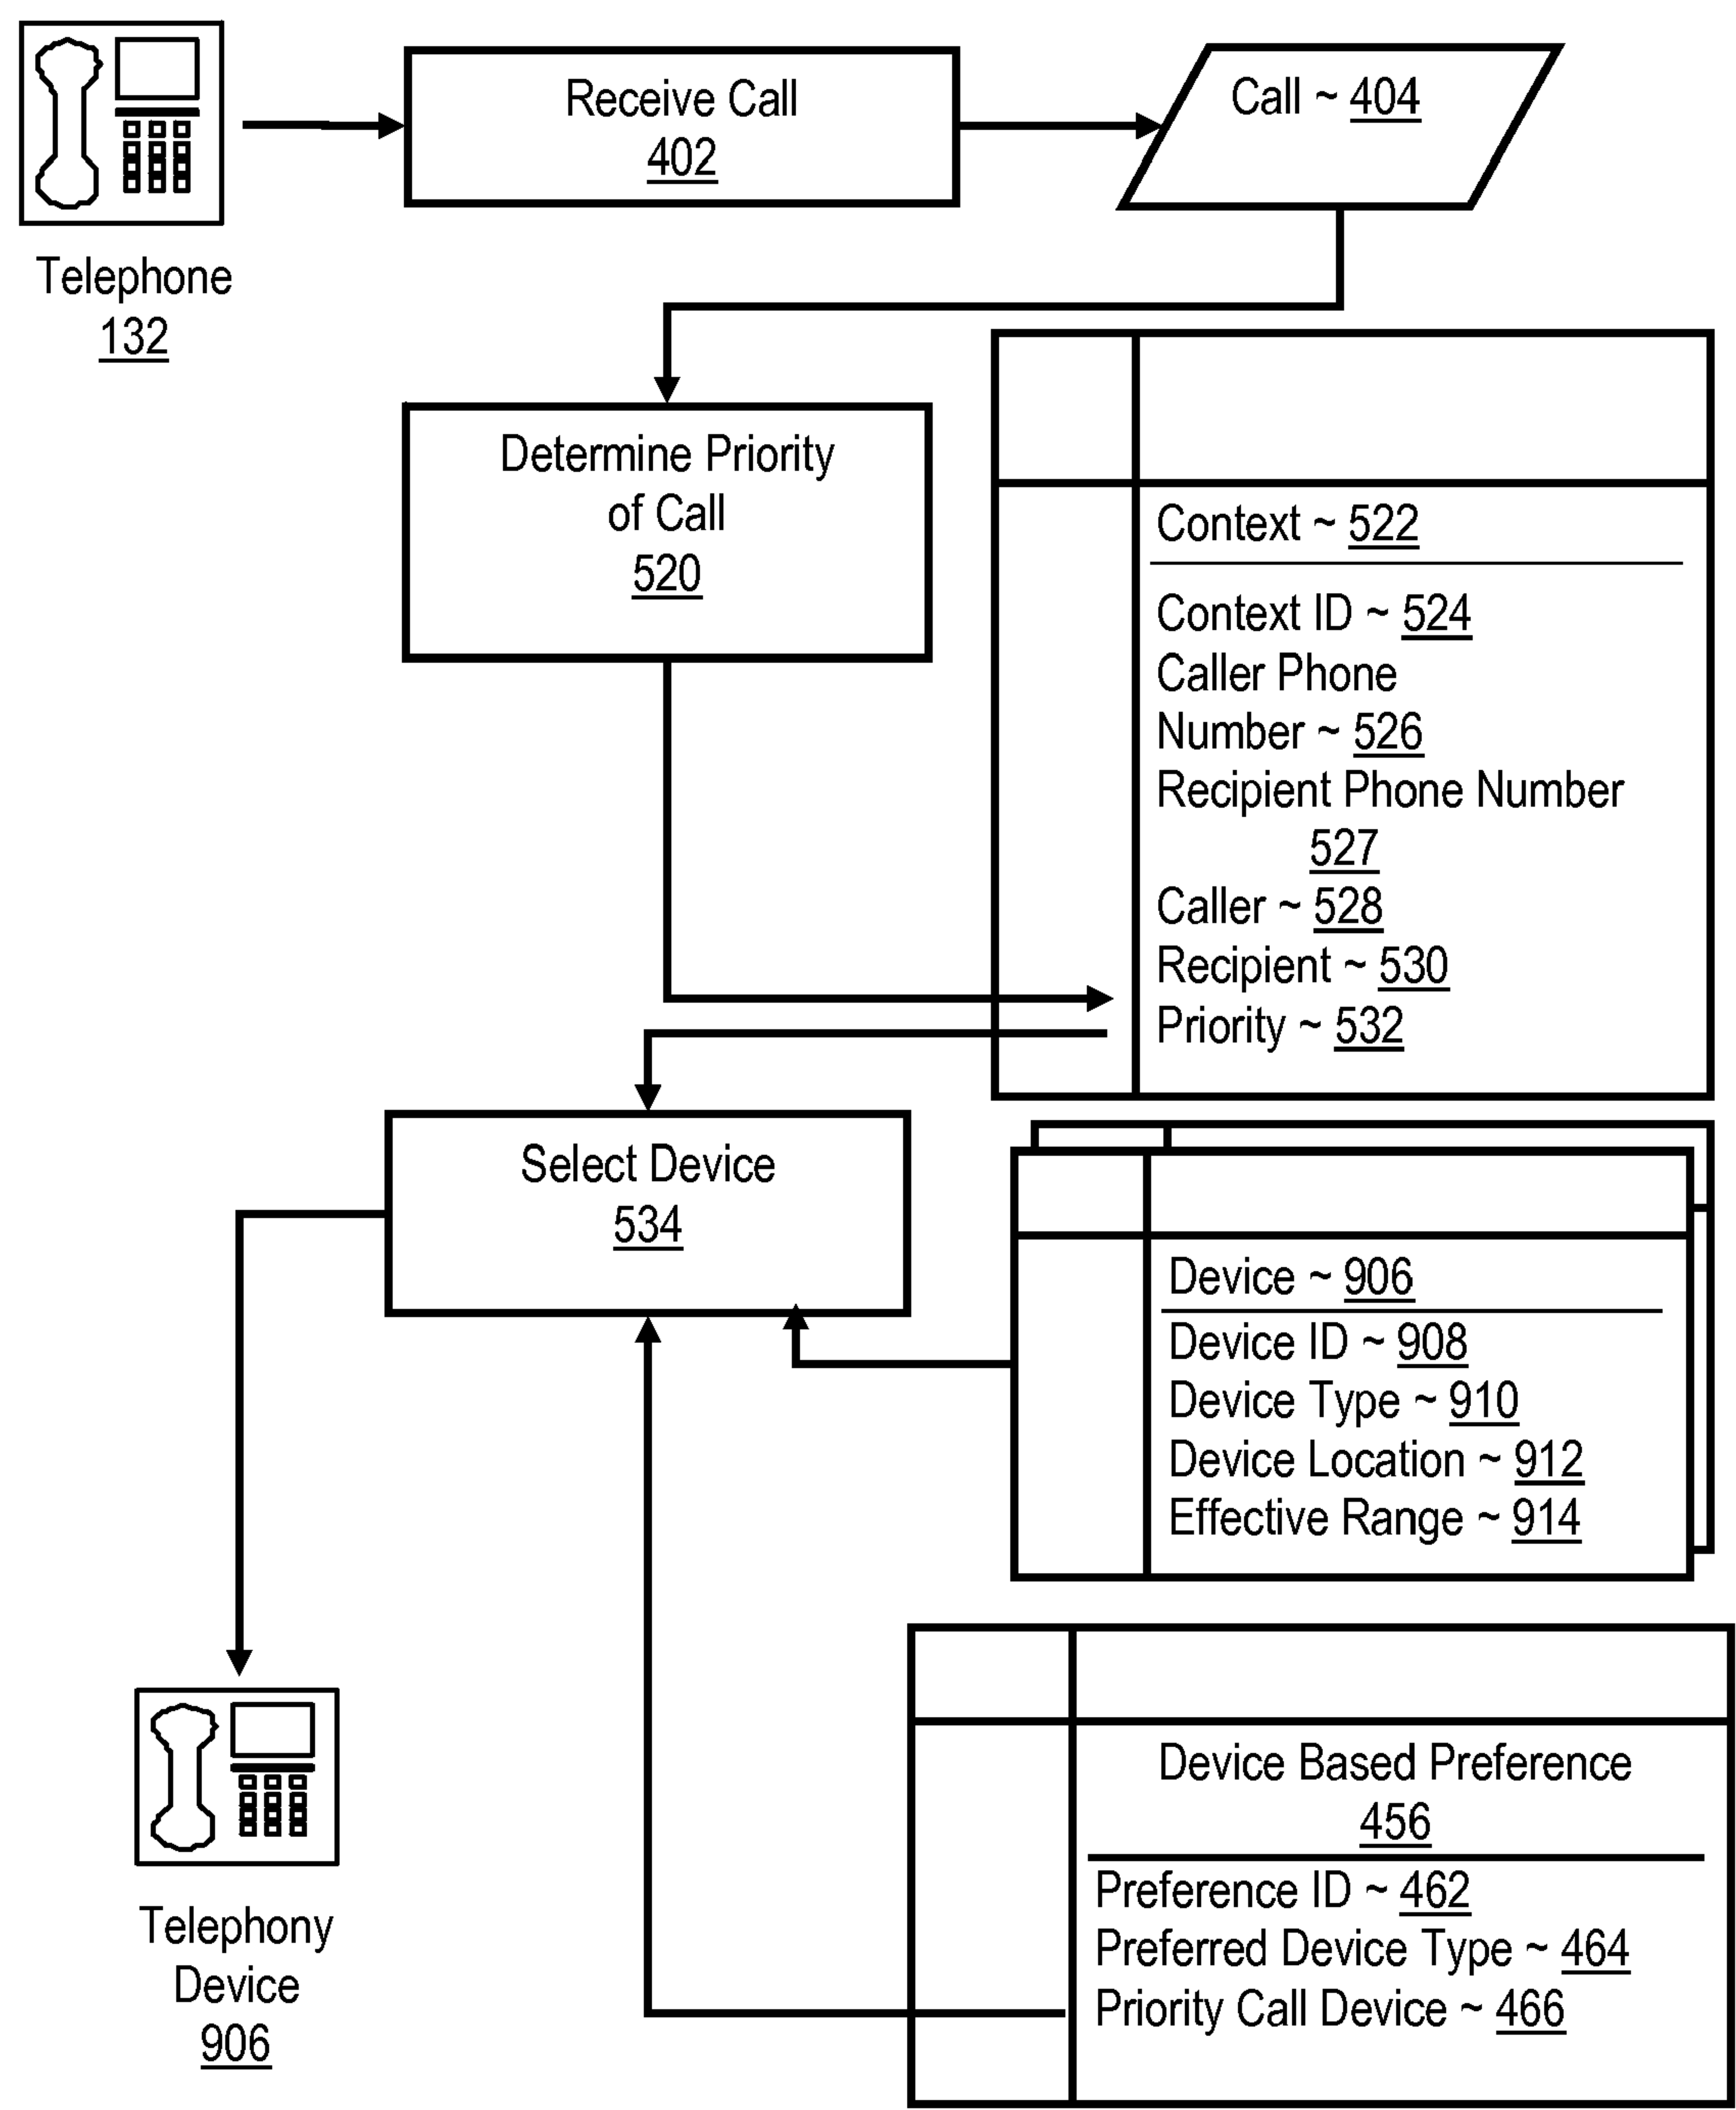 Receive Call
402
Call ~ 404
Telephone
132
Determine Priority
of Call
520
Context ~ 522
Context ID ~ 524
Caller Phone
Number ~ 526
Recipient Phone Number
527
Caller ~ 528
Recipient ~ 530
Priority ~ 532
Select Device
534
Device ~ 906
Device ID ~ 908
Device Type ~ 910
Device Location ~ 912
Effective Range ~ 914
Telephony
Device
906
Device Based Preference
456
Preference ID ~ 462
Preferred Device Type ~ 464
Priority Call Device ~ 466